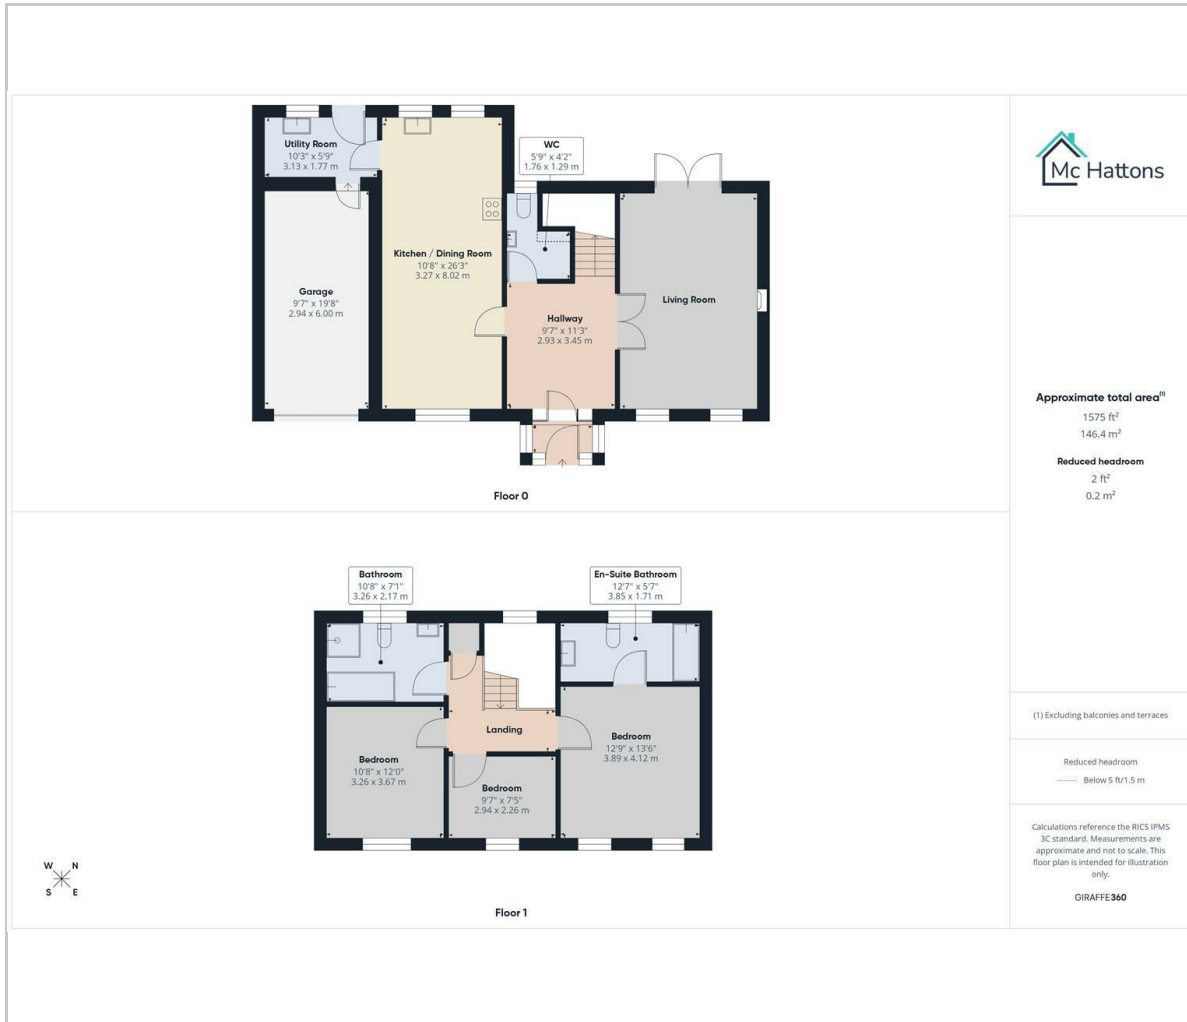 Utility Room
10'3" x 5'9"
3.13 x 1.77 m
WC
5'9" x 4'2"
1.76 x 1.29 m
Kitchen / Dining Room
10'8" x 26'3"
3.27 x 8.02 m
Garage
9'7" x 19'8"
2.94 x 6.00 m
Hallway
9'7" x 11'3"
2.93 x 3.45 m
Living Room
Floor 0
Bathroom
10'8" x 7'1"
3.26 x 2.17 m
En-Suite Bathroom
12'7" x 5'7"
3.85 x 1.71 m
Landing
Bedroom
10'8" x 12'0"
3.26 x 3.67 m
Bedroom
9'7" x 7'5"
2.94 x 2.26 m
Bedroom
12'9" x 13'6"
3.89 x 4.12 m
W N
S E
Floor 1
Mc Hattons
Approximate total area(1)
1575 ft²
146.4 m²
Reduced headroom
2 ft²
0.2 m²
(1) Excluding balconies and terraces
Reduced headroom
Below 5 ft/1.5 m
Calculations reference the RICS IPMS
3C standard. Measurements are
approximate and not to scale. This
floor plan is intended for illustration
only.
GIRAFFE360